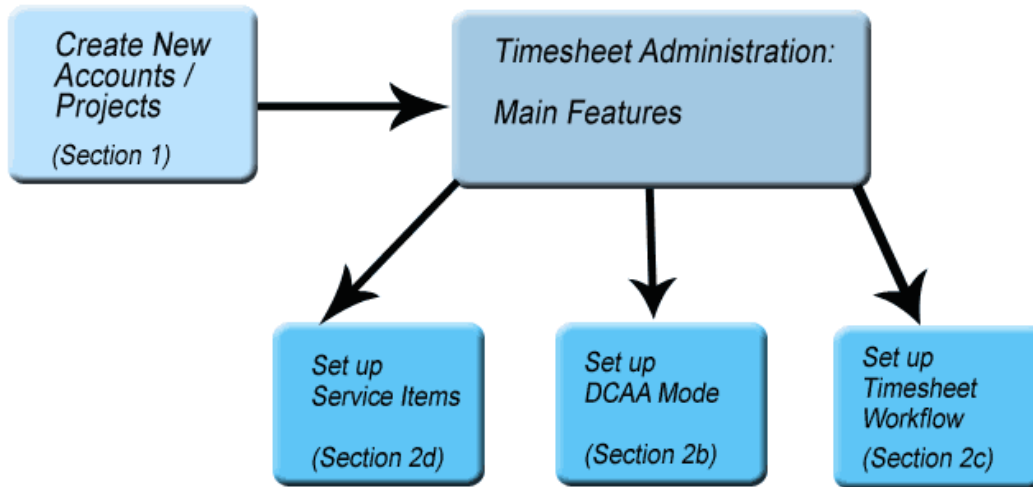 Create New
Accounts /
Projects
(Section 1)
Timesheet Administration:
Main Features
Set up
Service Items
(Section 2d)
Set up
DCAA Mode
(Section 2b)
Set up
Timesheet
Workflow
(Section 2c)